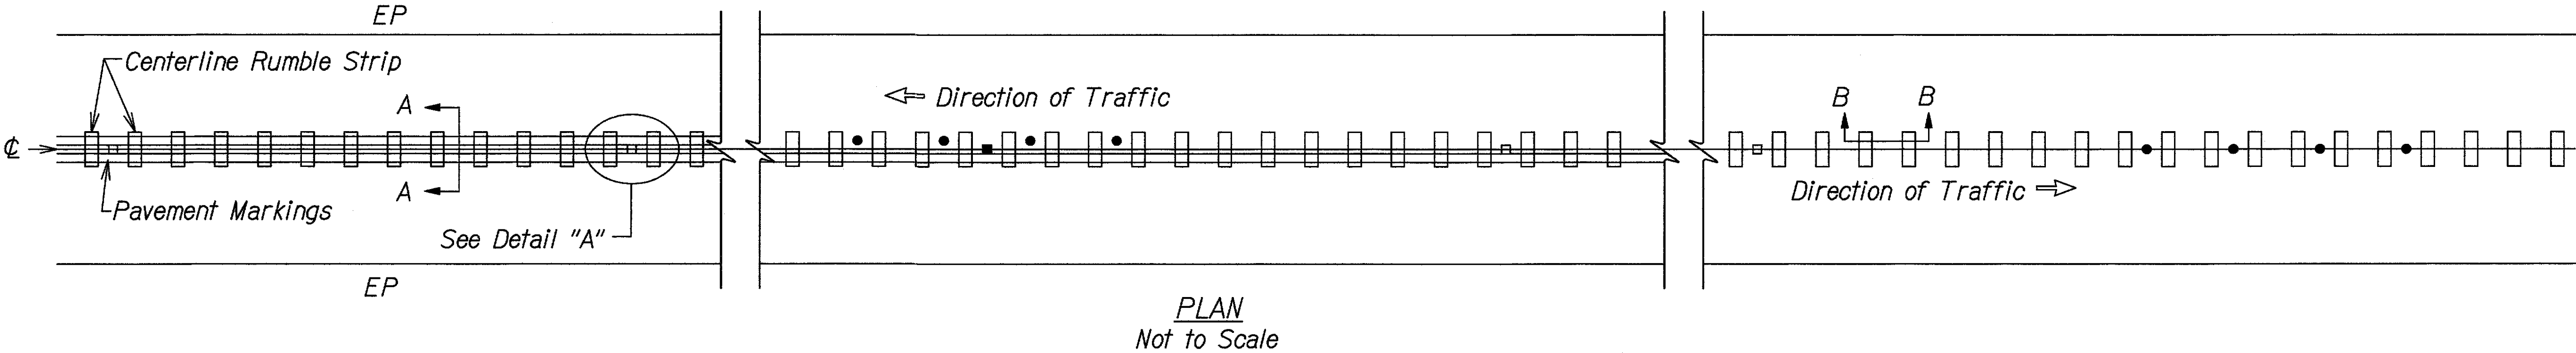 EP
Centerline Rumble Strip
A
Direction of Traffic
B B
℄
A
Pavement Markings
See Detail "A"
Direction of Traffic
EP
PLAN
Not to Scale